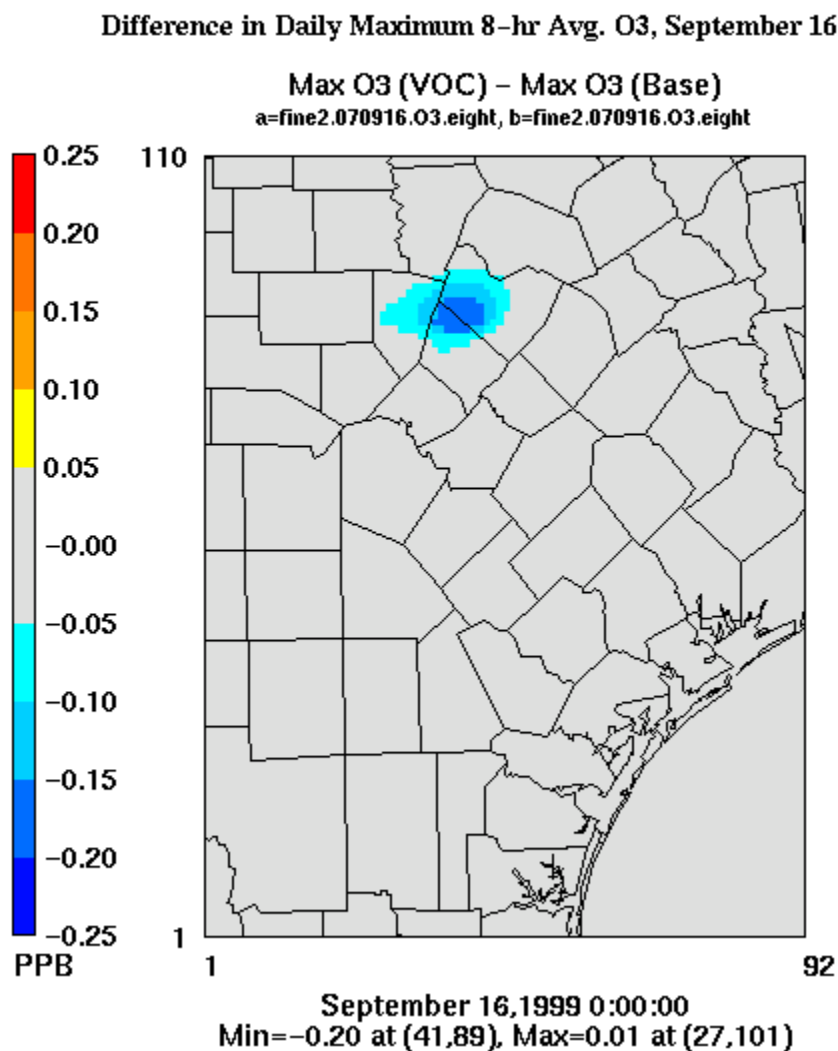 Difference in Daily Maximum 8-hr Avg. O3, September 16
Max O3 (VOC) – Max O3 (Base)
a=fine2.070916.O3.eight, b=fine2.070916.O3.eight
0.25
0.20
0.15
0.10
0.05
-0.00
-0.05
-0.10
-0.15
-0.20
-0.25
PPB
110
1
1
92
September 16,1999 0:00:00
Min=-0.20 at (41,89), Max=0.01 at (27,101)